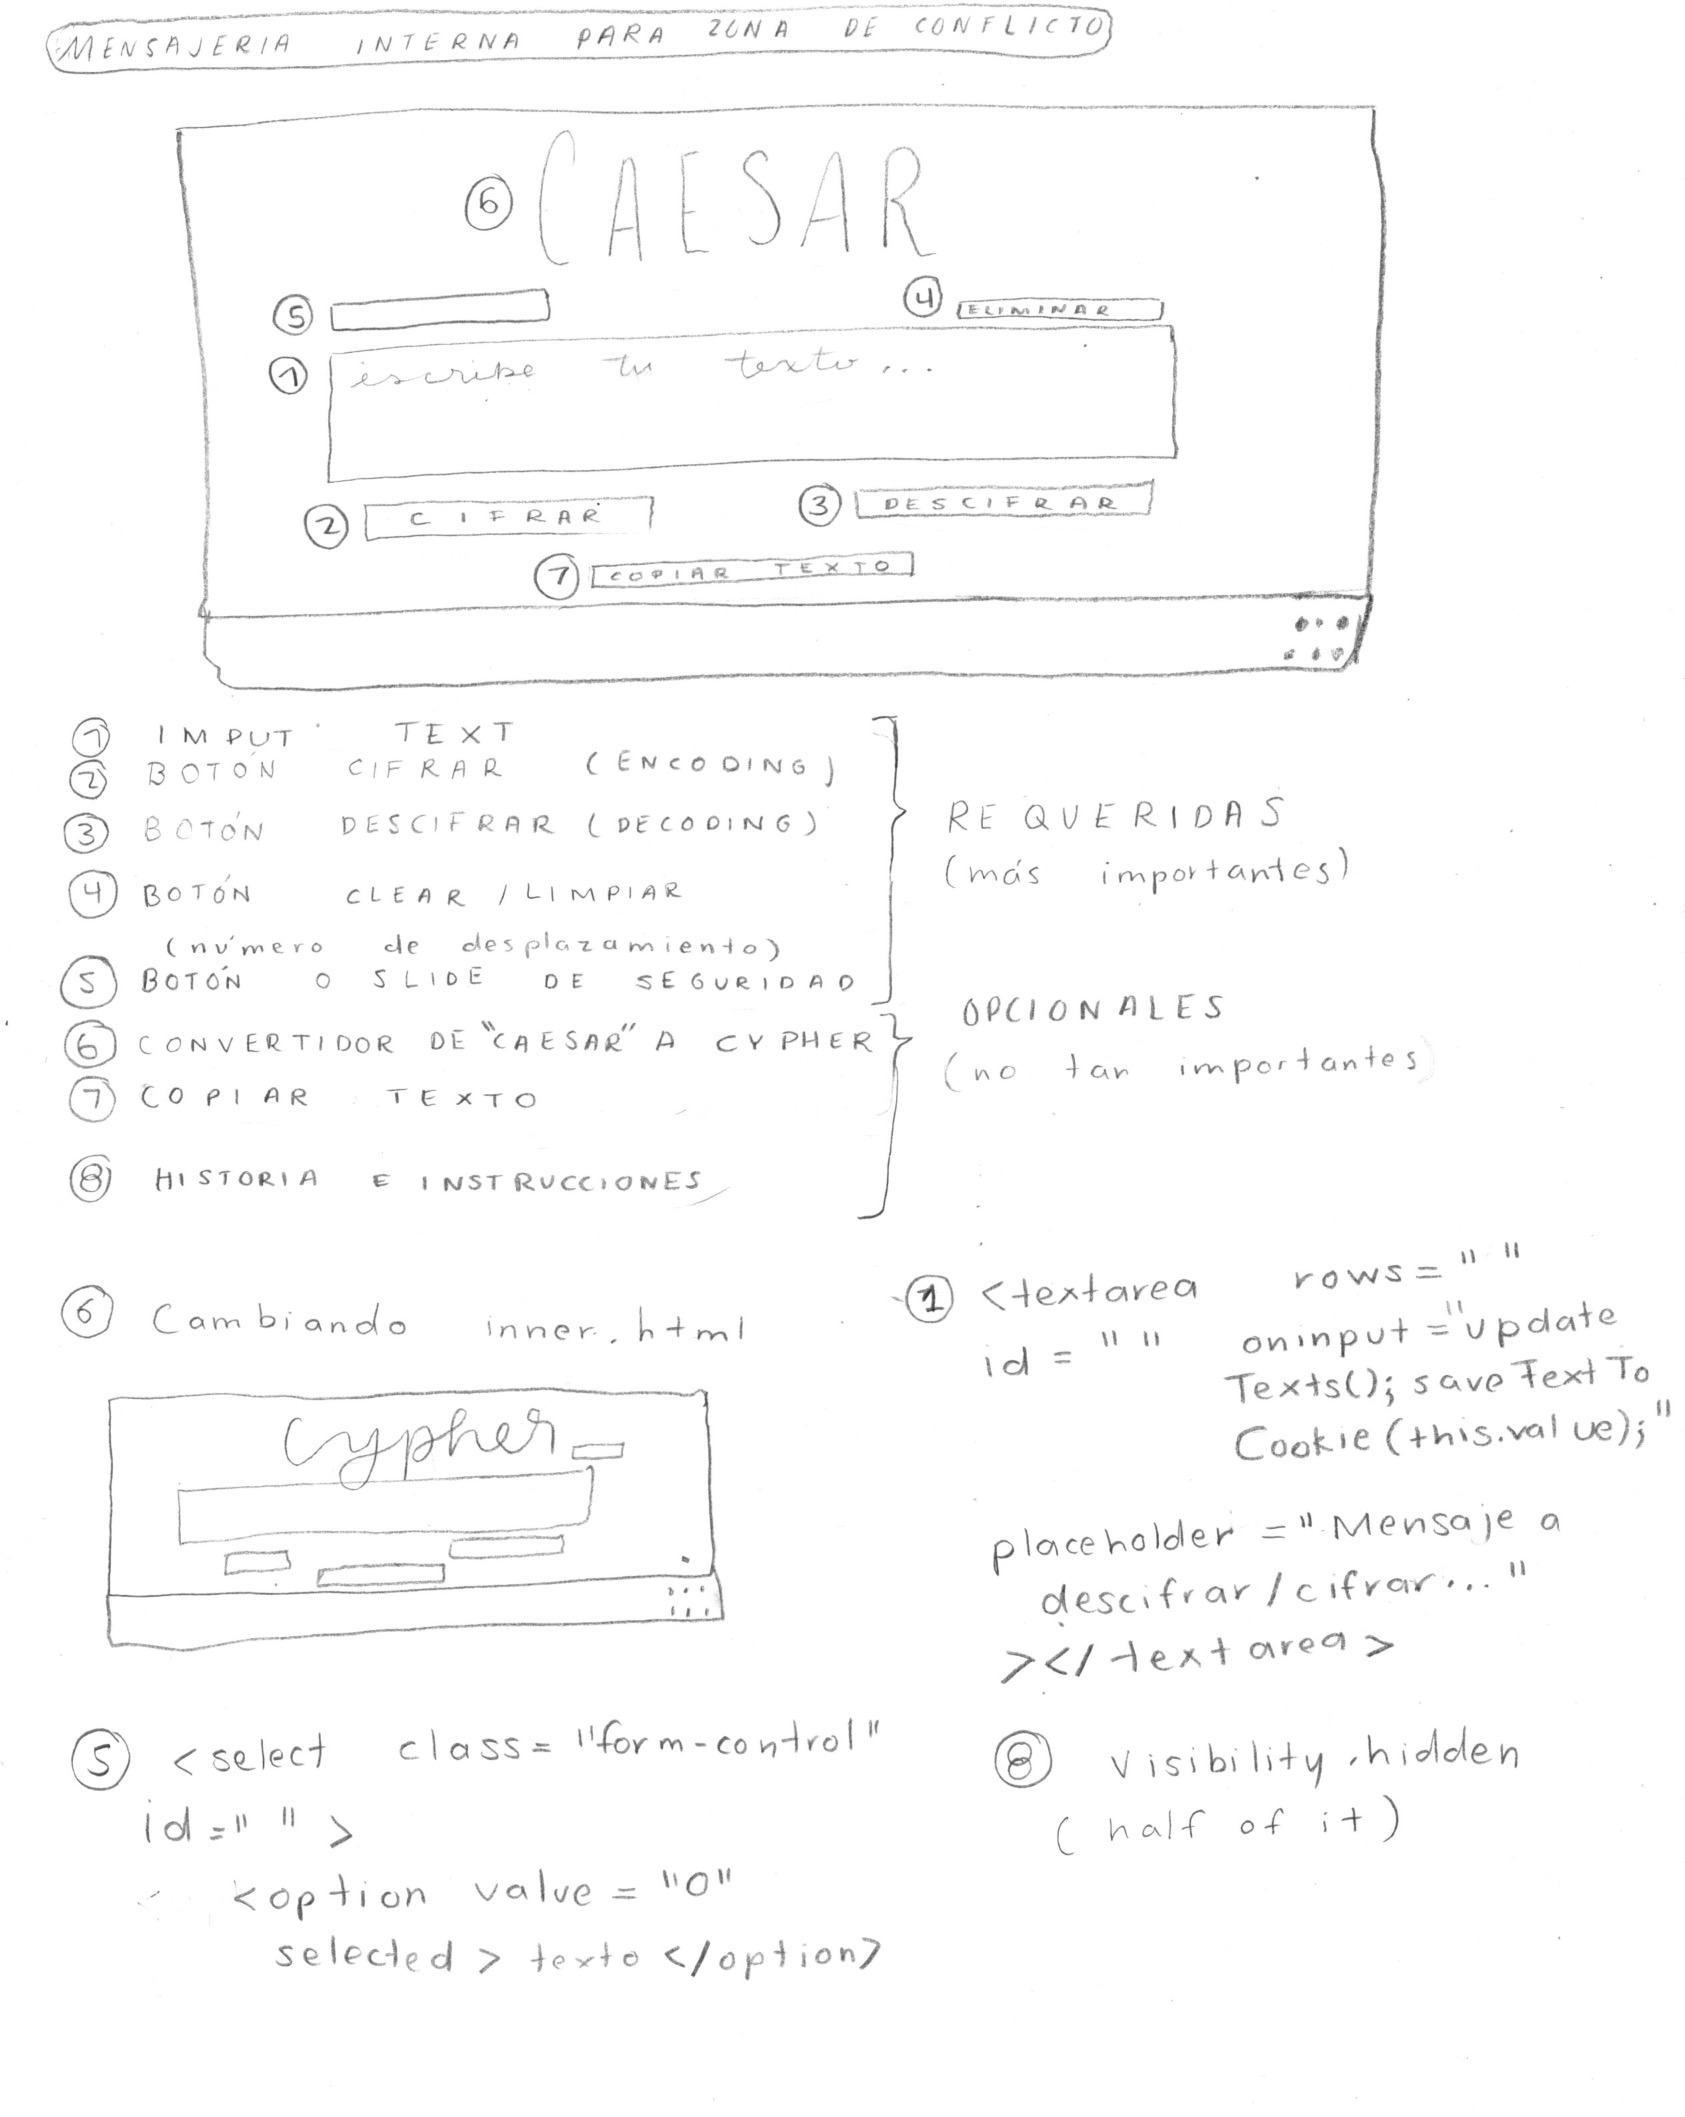 MENSAJERIA INTERNA PARA ZONA DE CONFLICTO
6 CAESAR
5
4 ELIMINAR
1 escribe tu texto...
2 CIFRAR
3 DESCIFRAR
7 COPIAR TEXTO
1 IMPUT TEXT
2 BOTÓN CIFRAR (ENCODING)
3 BOTÓN DESCIFRAR (DECODING)
4 BOTÓN CLEAR / LIMPIAR
(número de desplazamiento)
5 BOTÓN O SLIDE DE SEGURIDAD
REQUERIDAS
(más importantes)
6 CONVERTIDOR DE "CAESAR" A CYPHER
7 COPIAR TEXTO
8 HISTORIA E INSTRUCCIONES
OPCIONALES
(no tan importantes)
6 Cambiando inner.html
cypher
1 <textarea rows=" "
id = " " oninput = "update
Texts(); save Text To
Cookie (this.value);"
placeholder = "Mensaje a
descifrar / cifrar..."
></textarea>
5 <select class = "form-control"
id = " " >
<option value = "0"
selected > texto </option>
8 visibility.hidden
(half of it)